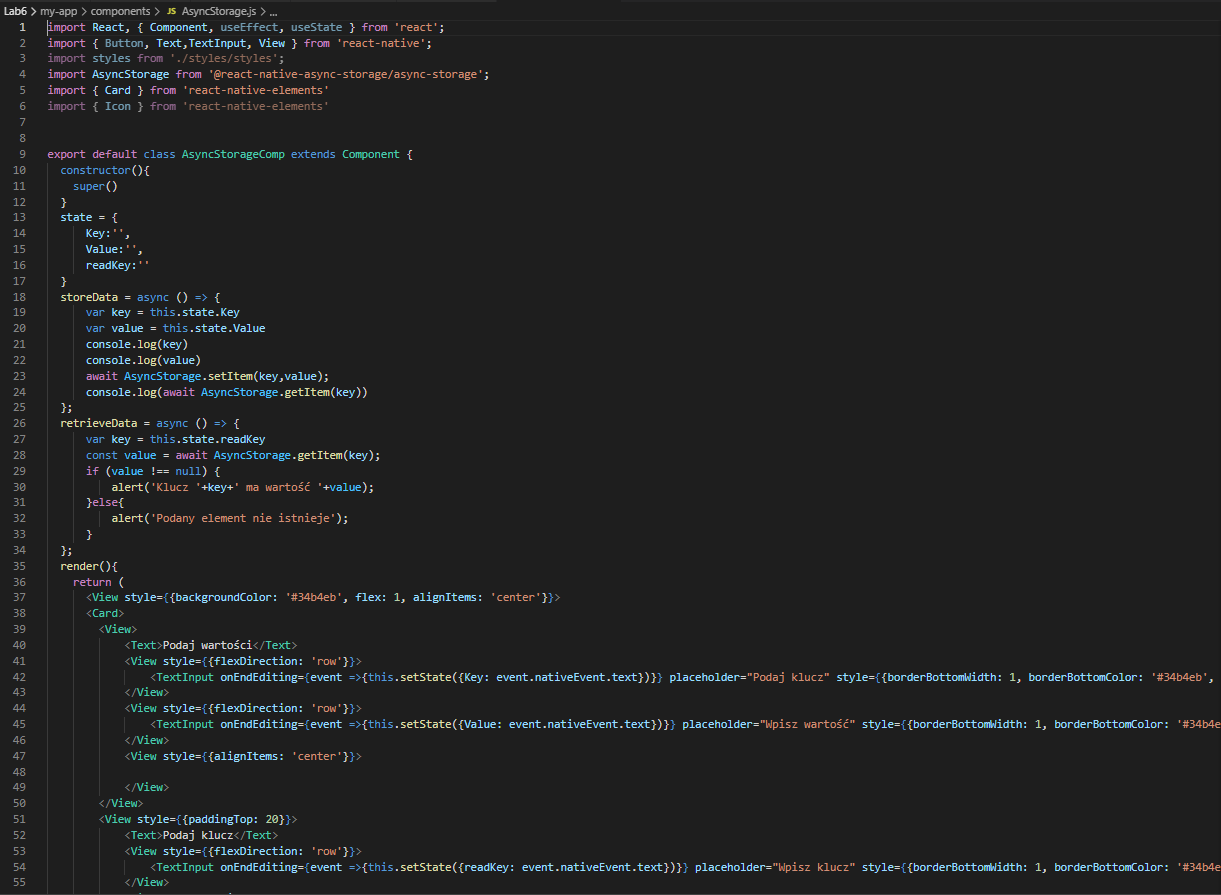 Lab6 > my-app > components > JS AsyncStorage.js > ...
1 import React, { Component, useEffect, useState } from 'react';
2 import { Button, Text,TextInput, View } from 'react-native';
3 import styles from './styles/styles';
4 import AsyncStorage from '@react-native-async-storage/async-storage';
5 import { Card } from 'react-native-elements'
6 import { Icon } from 'react-native-elements'
7
8
9 export default class AsyncStorageComp extends Component {
10   constructor(){
11     super()
12   }
13   state = {
14       Key:'',
15       Value:'',
16       readKey:''
17   }
18   storeData = async () => {
19       var key = this.state.Key
20       var value = this.state.Value
21       console.log(key)
22       console.log(value)
23       await AsyncStorage.setItem(key,value);
24       console.log(await AsyncStorage.getItem(key))
25   };
26   retrieveData = async () => {
27       var key = this.state.readKey
28       const value = await AsyncStorage.getItem(key);
29       if (value !== null) {
30           alert('Klucz '+key+' ma wartość '+value);
31       }else{
32           alert('Podany element nie istnieje');
33       }
34   };
35   render(){
36     return (
37       <View style={{backgroundColor: '#34b4eb', flex: 1, alignItems: 'center'}}>
38       <Card>
39         <View>
40             <Text>Podaj wartości</Text>
41             <View style={{flexDirection: 'row'}}>
42                 <TextInput onEndEditing={event =>{this.setState({Key: event.nativeEvent.text})}} placeholder="Podaj klucz" style={{borderBottomWidth: 1, borderBottomColor: '#34b4eb',
43             </View>
44             <View style={{flexDirection: 'row'}}>
45                 <TextInput onEndEditing={event =>{this.setState({Value: event.nativeEvent.text})}} placeholder="Wpisz wartość" style={{borderBottomWidth: 1, borderBottomColor: '#34b4e
46             </View>
47             <View style={{alignItems: 'center'}}>
48
49             </View>
50         </View>
51         <View style={{paddingTop: 20}}>
52             <Text>Podaj klucz</Text>
53             <View style={{flexDirection: 'row'}}>
54                 <TextInput onEndEditing={event =>{this.setState({readKey: event.nativeEvent.text})}} placeholder="Wpisz klucz" style={{borderBottomWidth: 1, borderBottomColor: '#34b4e
55             </View>